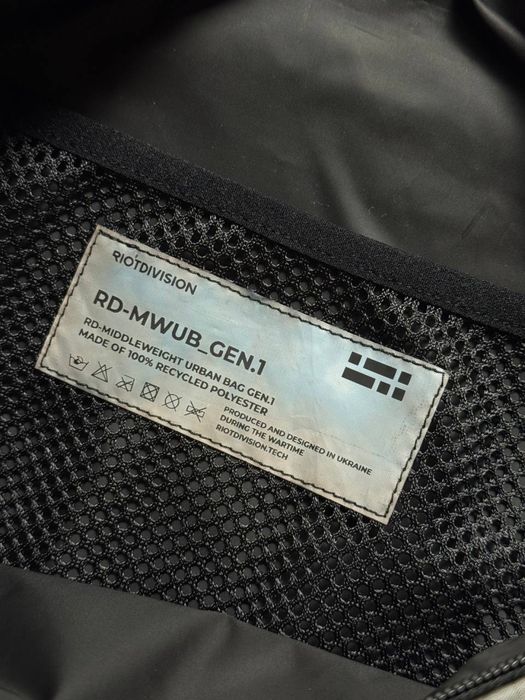 RIOTDIVISION
RD-MWUB_GEN.1
RD-MIDDLEWEIGHT URBAN BAG GEN.1
MADE OF 100% RECYCLED POLYESTER
PRODUCED AND DESIGNED IN UKRAINE
DURING THE WARTIME
RIOTDIVISION.TECH